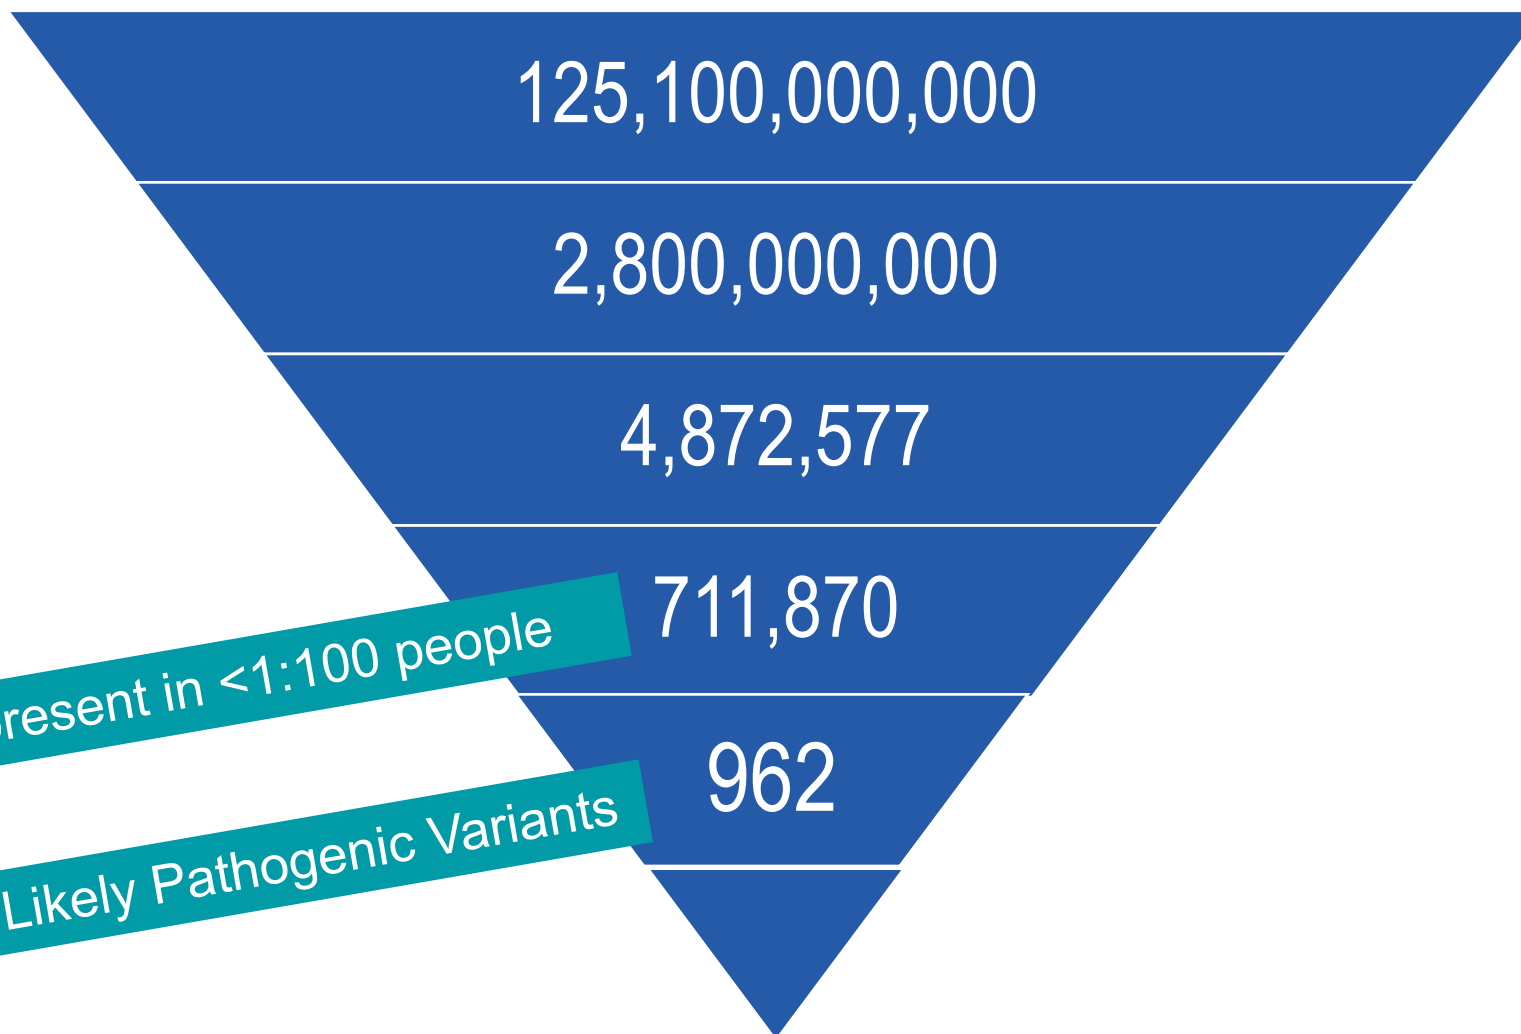 125,100,000,000
2,800,000,000
4,872,577
711,870
in <1:100 people
962
Likely Pathogenic Variants